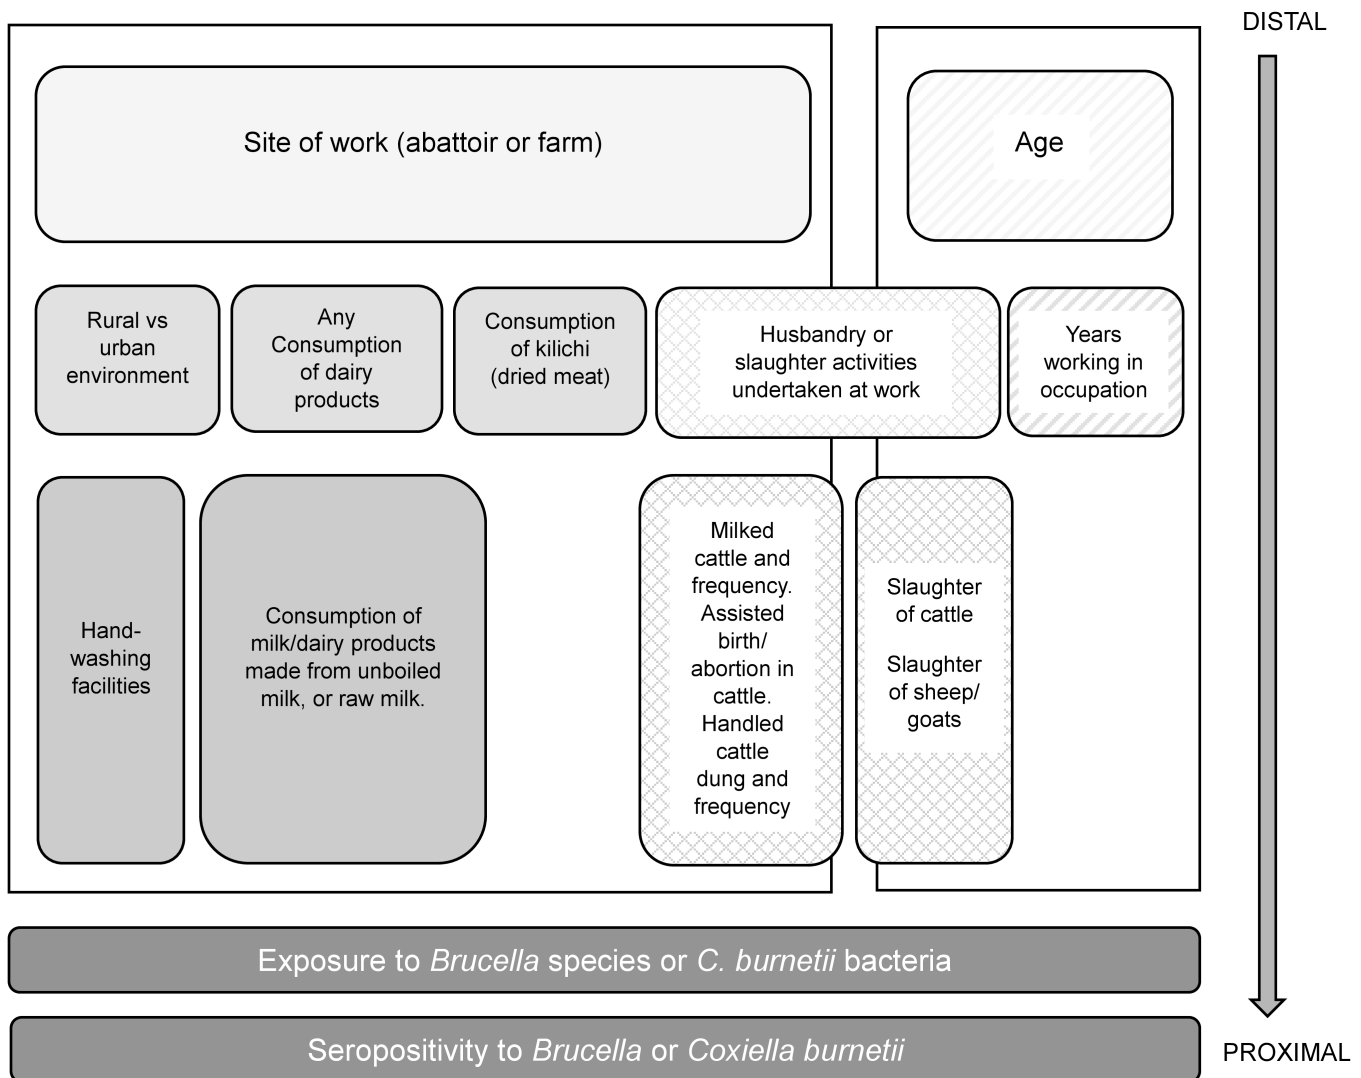 DISTAL
Site of work (abattoir or farm)
Age
Rural vs
urban
environment
Any
Consumption
of dairy
products
Consumption
of kilichi
(dried meat)
Husbandry or
slaughter activities
undertaken at work
Years
working in
occupation
Hand-
washing
facilities
Consumption of
milk/dairy products
made from unboiled
milk, or raw milk.
Milked
cattle and
frequency.
Assisted
birth/
abortion in
cattle.
Handled
cattle
dung and
frequency
Slaughter
of cattle
Slaughter
of sheep/
goats
Exposure to Brucella species or C. burnetii bacteria
Seropositivity to Brucella or Coxiella burnetii
PROXIMAL